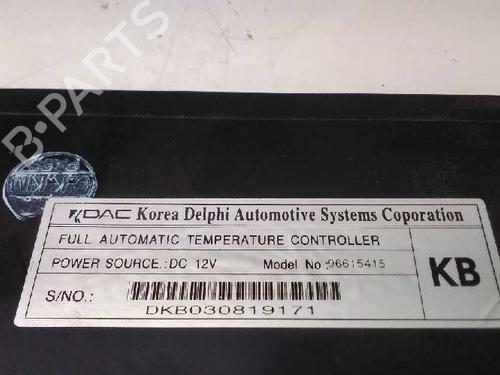 B-PARTS
KDAC Korea Delphi Automotive Systems Coporation
FULL AUTOMATIC TEMPERATURE CONTROLLER
POWER SOURCE.:DC 12V Model No:96615415
KB
S/NO.:
DKB030819171